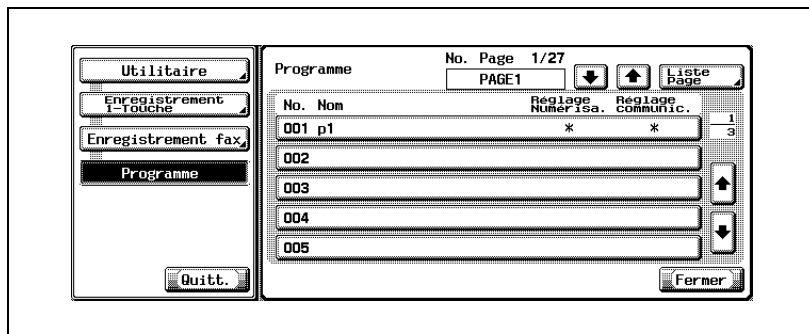 Utilitaire
Enregistrement
1-Touche
Enregistrement fax
Programme
Quitt.
Programme
No. Page 1/27
PAGE1
Liste
Page
No. Nom Réglage Numérisa. Réglage communic.
001 p1 * *
002
003
004
005
1
3
Fermer